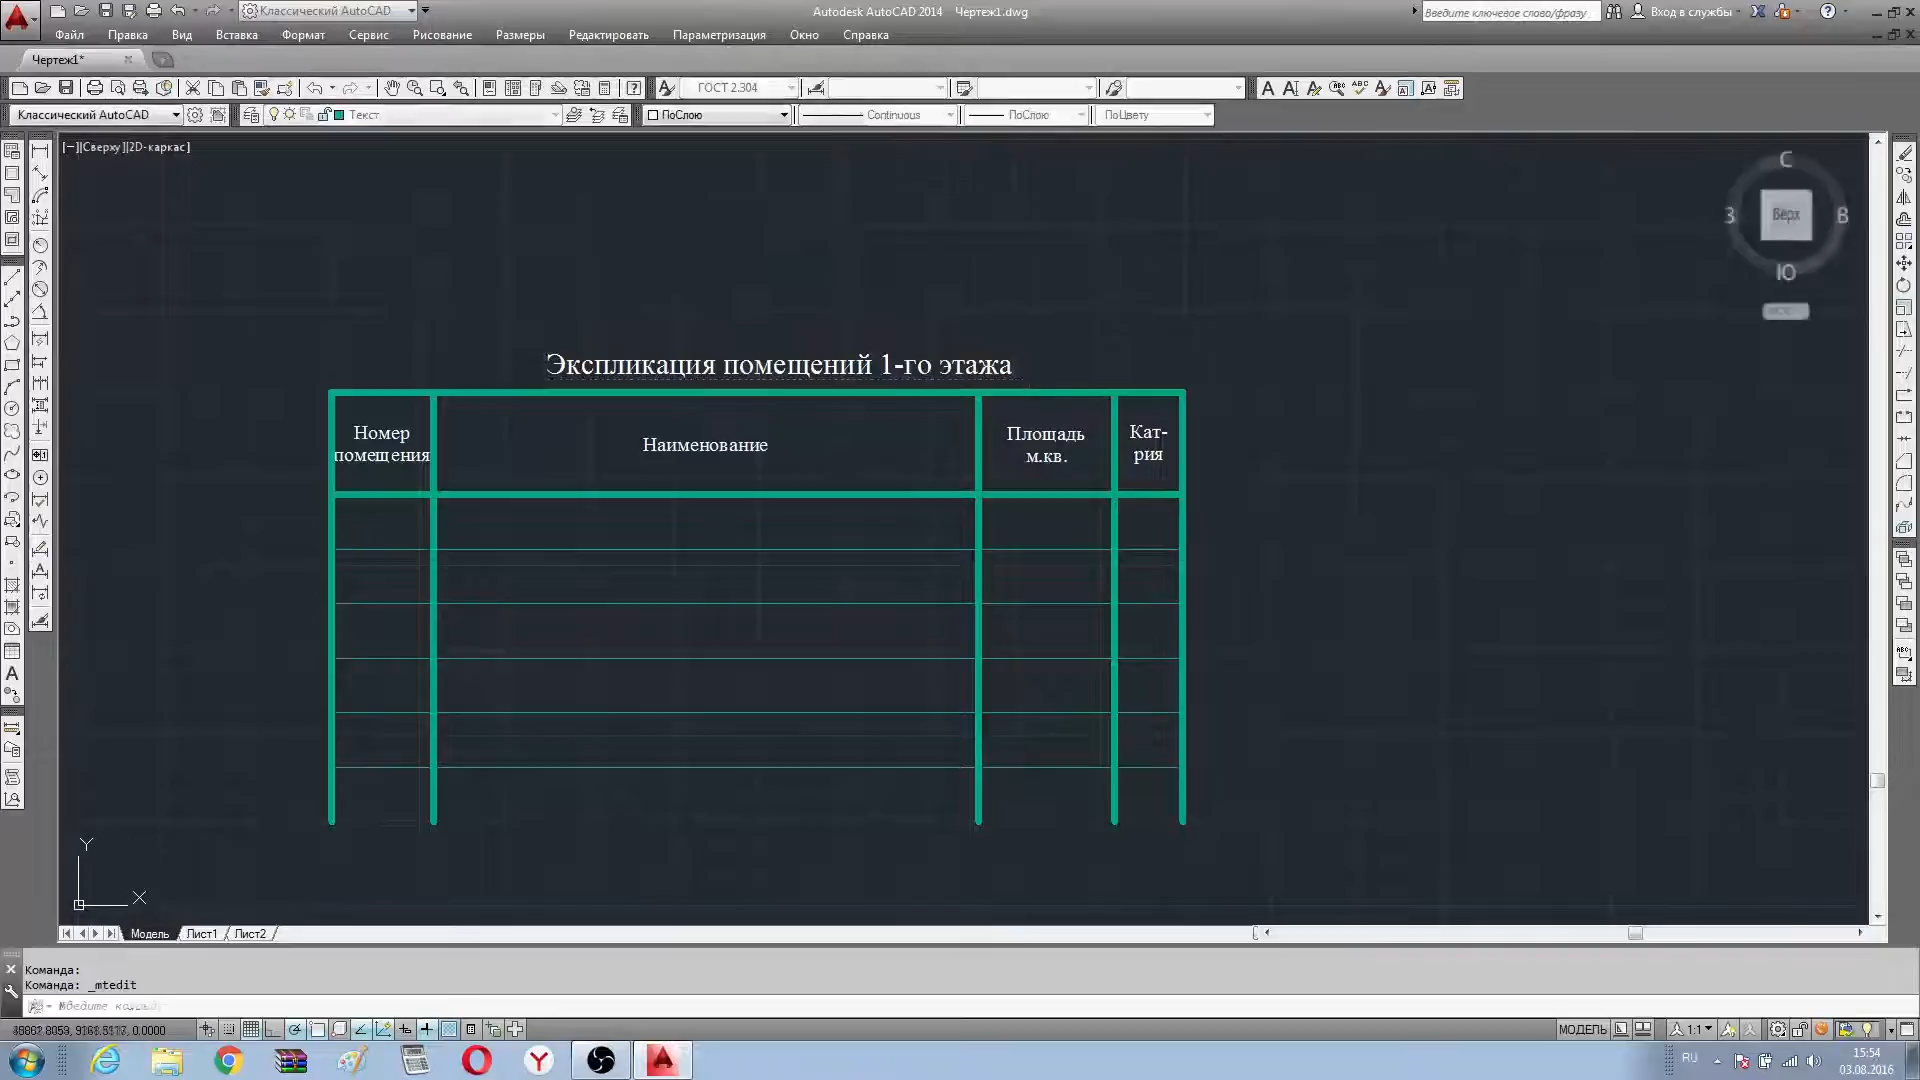 Классический AutoCAD
Autodesk AutoCAD 2014 Чертеж1.dwg
Введите ключевое слово/фразу
Вход в службы
Файл Правка Вид Вставка Формат Сервис Рисование Размеры Редактировать Параметризация Окно Справка
Чертеж1*
ГОСТ 2.304
Классический AutoCAD
Текст
ПоСлою
Continuous
ПоСлою
ПоЦвету
[−][Сверху][2D-каркас]
С
З
Верх
В
Ю
Экспликация помещений 1-го этажа
Номер
помещения
Наименование
Площадь
м.кв.
Кат-
рия
Y
X
Модель Лист1 Лист2
Команда:
Команда: _mtedit
МОДЕЛЬ
1:1
RU
15:54
03.08.2016